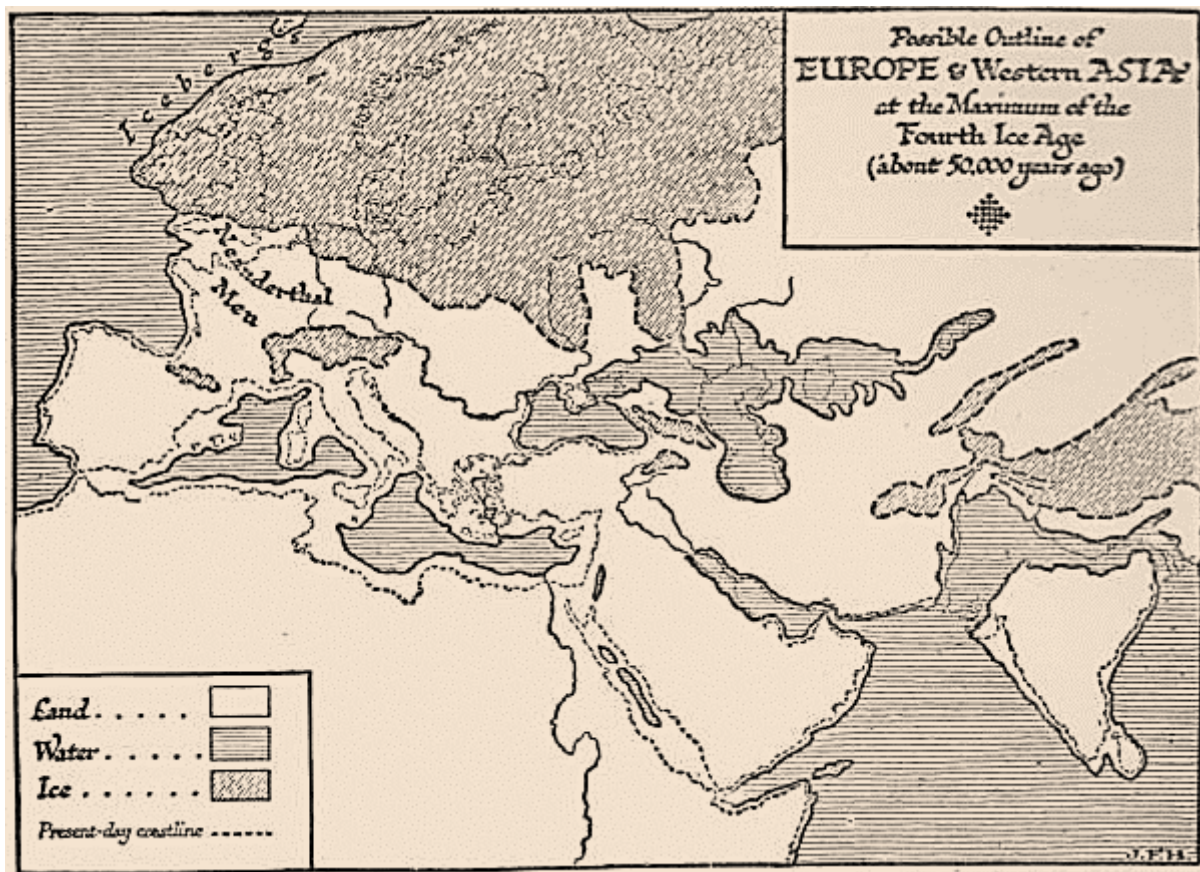 Possible Outline of
EUROPE & Western ASIA
at the Maximum of the
Fourth Ice Age
(about 50,000 years ago)
Icebergs
Neanderthal
Men
Land . . . . .
Water . . . . .
Ice . . . . . .
Present-day coastline
J.F.H.